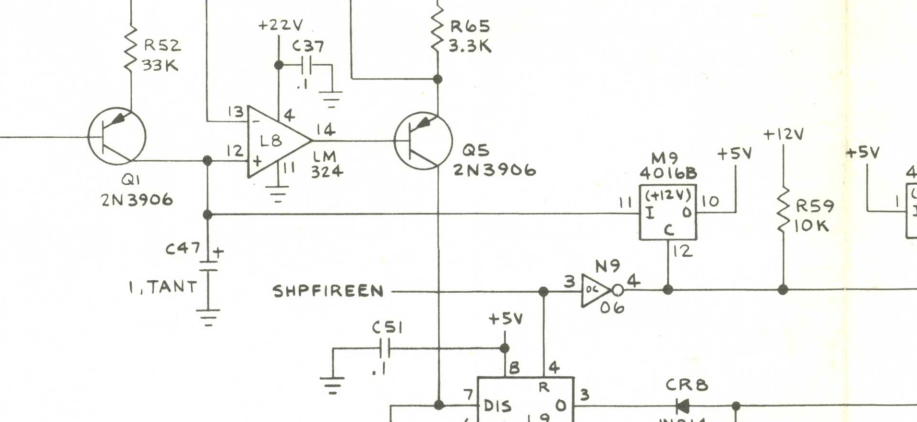 +22V
R65
3.3K
R52
33K
C37
.1
13
-
4
L8
14
12
+
11
LM
324
Q1
2N3906
Q5
2N3906
+12V
M9
4016B
+5V
+5V
11
(+12V)
I
O
10
C
12
1
I
R59
10K
C47
+
1, TANT
SHPFIREEN
3
N9
OC
4
06
+5V
C51
.1
8
4
R
7
DIS
O
3
L9
CR8